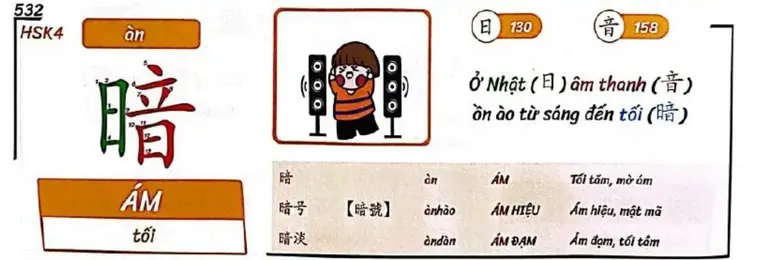 532
HSK4
àn
暗
ÁM
tối
日 130
音 158
Ở Nhật (日) âm thanh (音)
ồn ào từ sáng đến tối (暗)
暗 àn ÁM Tối tăm, mờ ám
暗号 【暗號】 ànhào ÁM HIỆU Ám hiệu, mật mã
暗淡 àndàn ÁM ĐẠM Ảm đạm, tối tăm